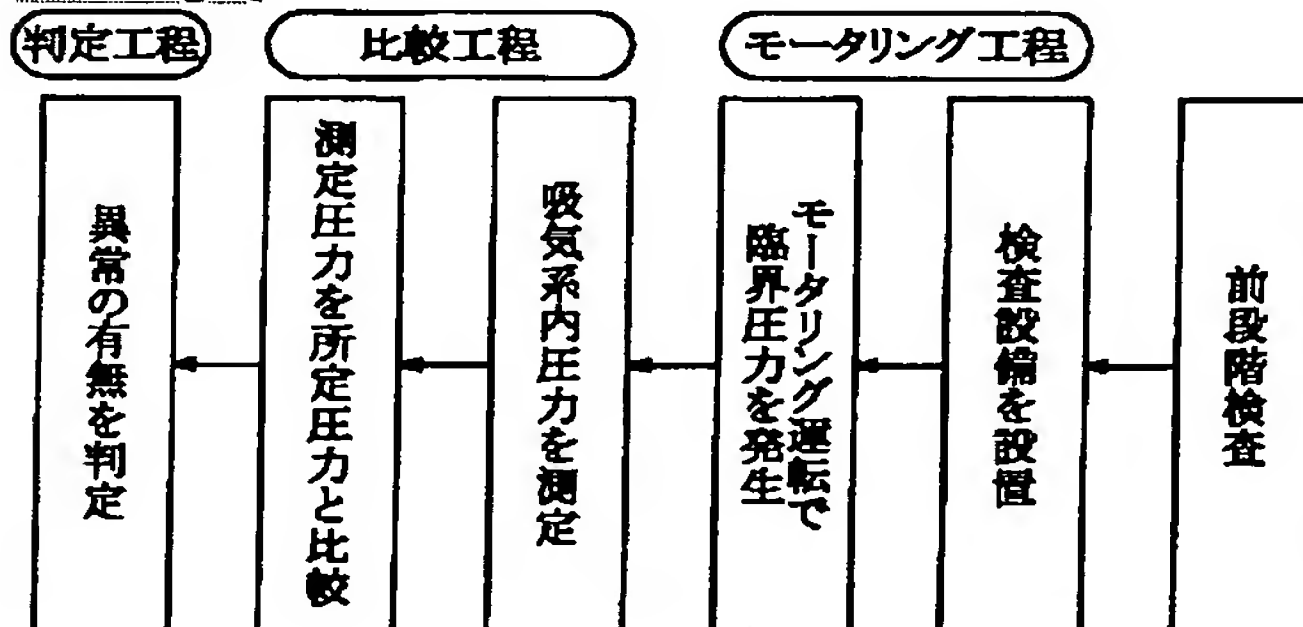 判定工程
比較工程
モータリング工程
前段階検査
検査設備を設置
モータリング運転で
臨界圧力を発生
吸気系内圧力を測定
測定圧力を所定圧力と比較
異常の有無を判定